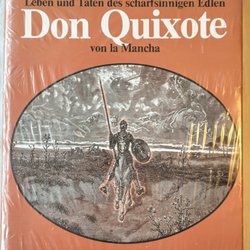 Leben und Taten des scharfsinnigen Edlen
Don Quixote
von la Mancha